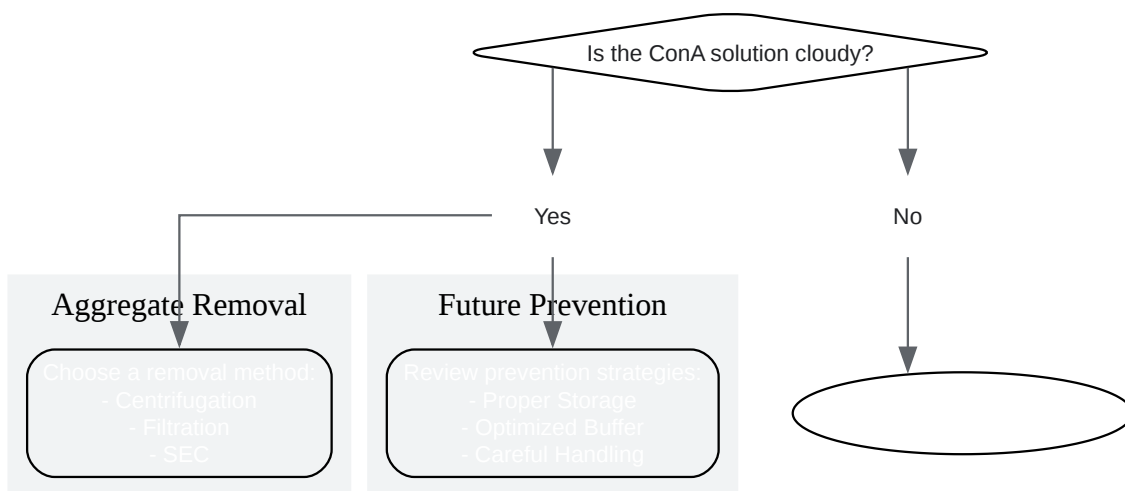 Is the ConA solution cloudy?
Yes
No
Aggregate Removal
Future Prevention
Choose a removal method:
- Centrifugation
- Filtration
- SEC
Review prevention strategies:
- Proper Storage
- Optimized Buffer
- Careful Handling